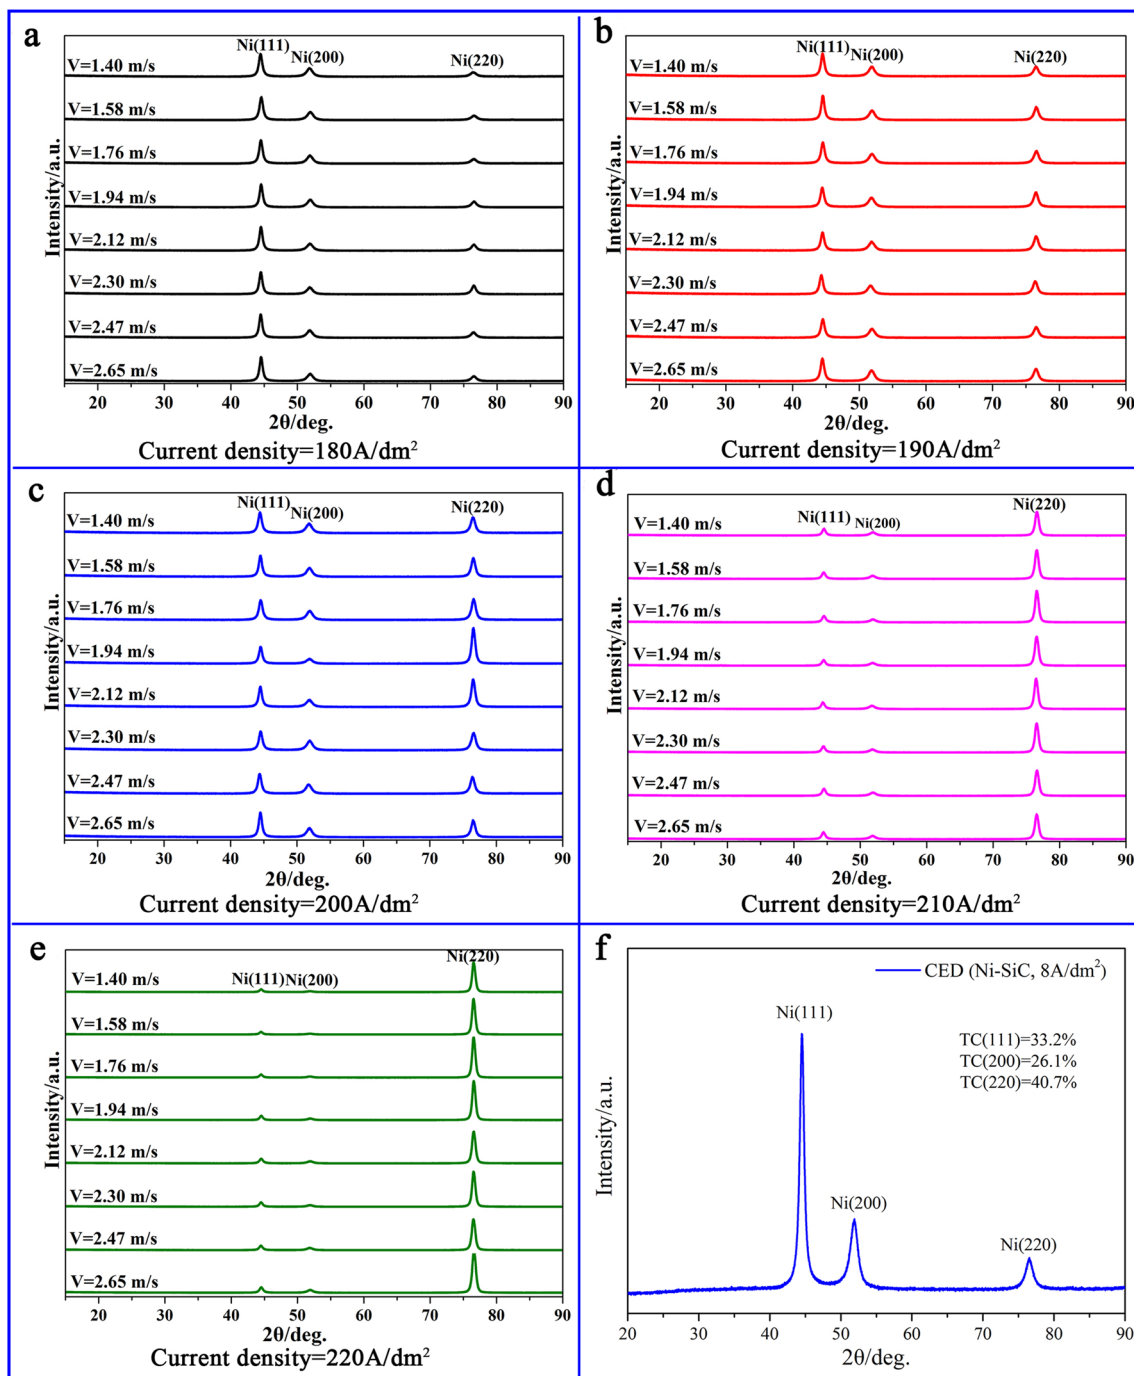 a
Ni(111)
Ni(200)
Ni(220)
V=1.40 m/s
V=1.58 m/s
V=1.76 m/s
V=1.94 m/s
V=2.12 m/s
V=2.30 m/s
V=2.47 m/s
V=2.65 m/s
Intensity/a.u.
20 30 40 50 60 70 80 90
2θ/deg.
Current density=180A/dm²
b
Ni(111)
Ni(200)
Ni(220)
V=1.40 m/s
V=1.58 m/s
V=1.76 m/s
V=1.94 m/s
V=2.12 m/s
V=2.30 m/s
V=2.47 m/s
V=2.65 m/s
Intensity/a.u.
20 30 40 50 60 70 80 90
2θ/deg.
Current density=190A/dm²
c
Ni(111)
Ni(200)
Ni(220)
V=1.40 m/s
V=1.58 m/s
V=1.76 m/s
V=1.94 m/s
V=2.12 m/s
V=2.30 m/s
V=2.47 m/s
V=2.65 m/s
Intensity/a.u.
20 30 40 50 60 70 80 90
2θ/deg.
Current density=200A/dm²
d
Ni(111)
Ni(200)
Ni(220)
V=1.40 m/s
V=1.58 m/s
V=1.76 m/s
V=1.94 m/s
V=2.12 m/s
V=2.30 m/s
V=2.47 m/s
V=2.65 m/s
Intensity/a.u.
20 30 40 50 60 70 80 90
2θ/deg.
Current density=210A/dm²
e
Ni(111)
Ni(200)
Ni(220)
V=1.40 m/s
V=1.58 m/s
V=1.76 m/s
V=1.94 m/s
V=2.12 m/s
V=2.30 m/s
V=2.47 m/s
V=2.65 m/s
Intensity/a.u.
20 30 40 50 60 70 80 90
2θ/deg.
Current density=220A/dm²
f
CED (Ni-SiC, 8A/dm²)
Ni(111)
TC(111)=33.2%
TC(200)=26.1%
TC(220)=40.7%
Ni(200)
Ni(220)
Intensity/a.u.
20 30 40 50 60 70 80 90
2θ/deg.